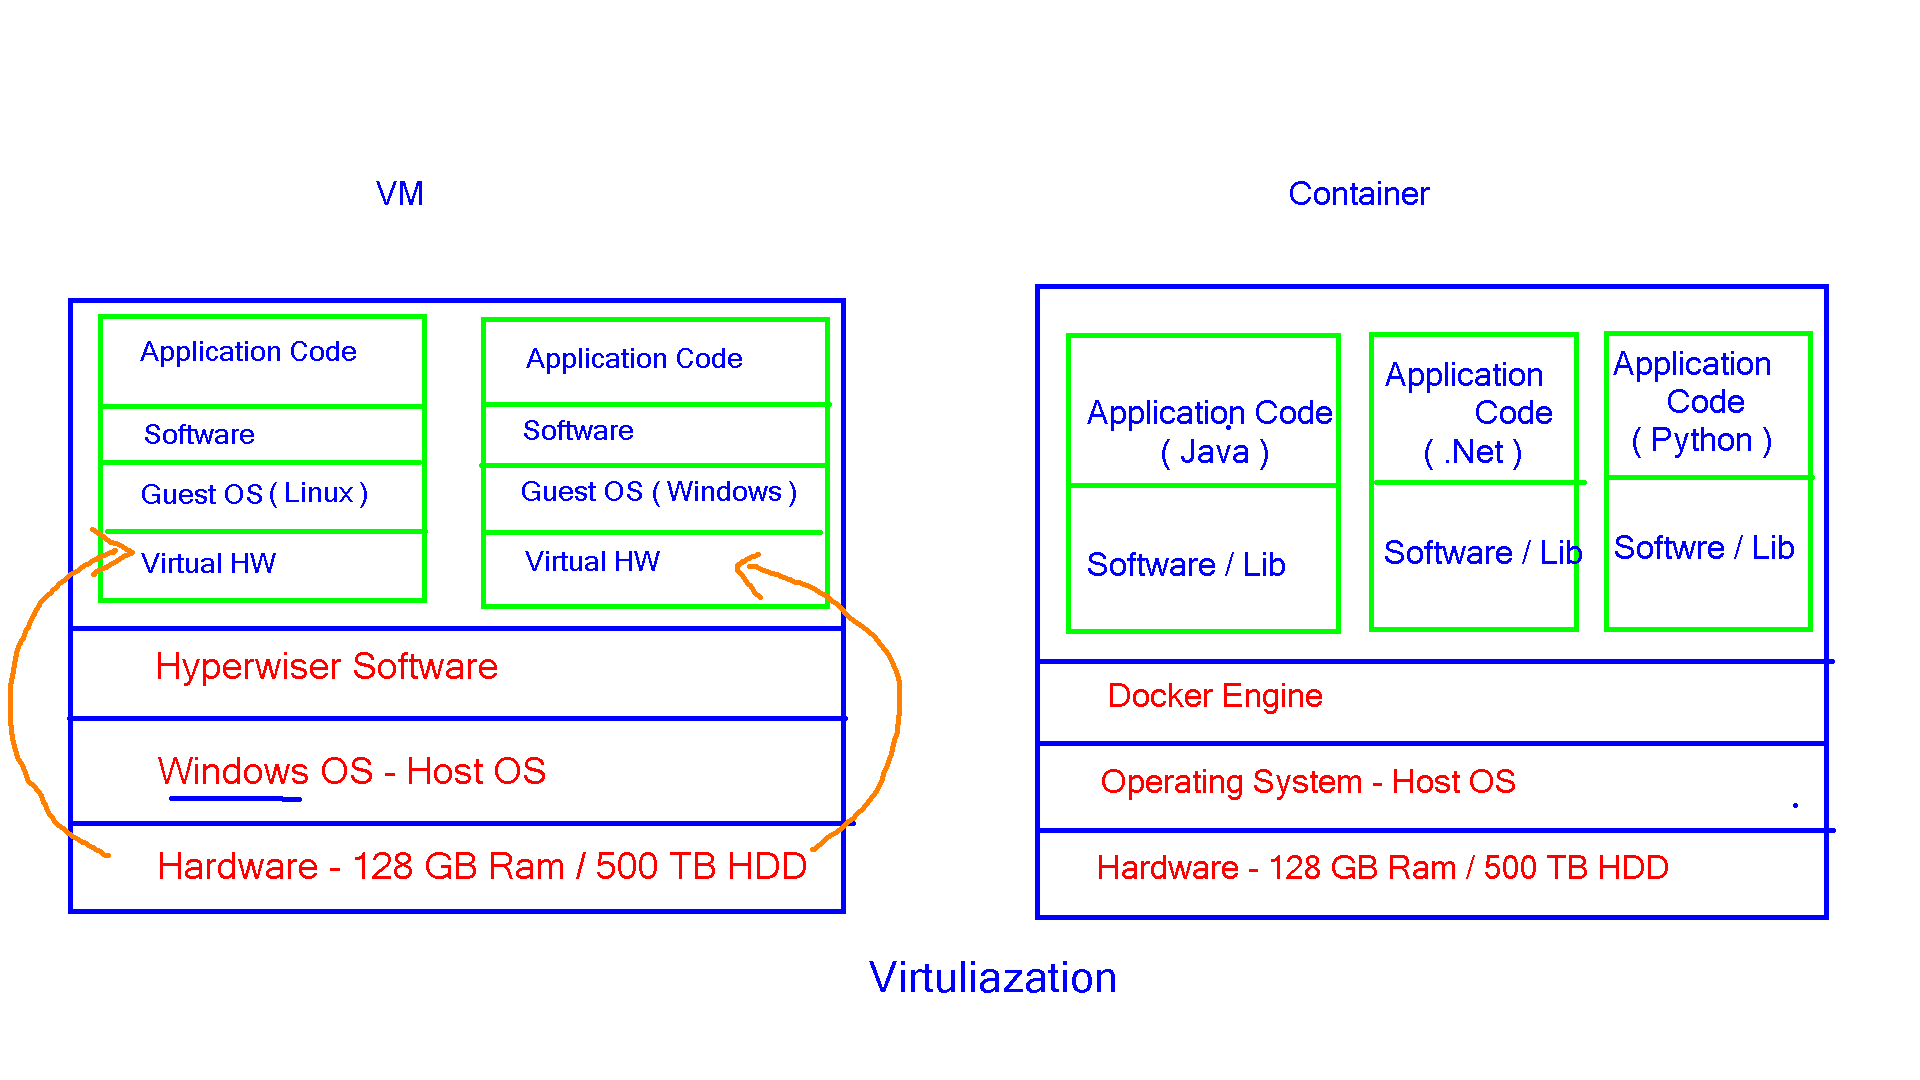 VM
Application Code
Software
Guest OS ( Linux )
Virtual HW
Application Code
Software
Guest OS ( Windows )
Virtual HW
Hyperwiser Software
Windows OS - Host OS
Hardware - 128 GB Ram / 500 TB HDD
Container
Application Code
( Java )
Software / Lib
Application
Code
( .Net )
Software / Lib
Application
Code
( Python )
Softwre / Lib
Docker Engine
Operating System - Host OS
Hardware - 128 GB Ram / 500 TB HDD
Virtuliazation